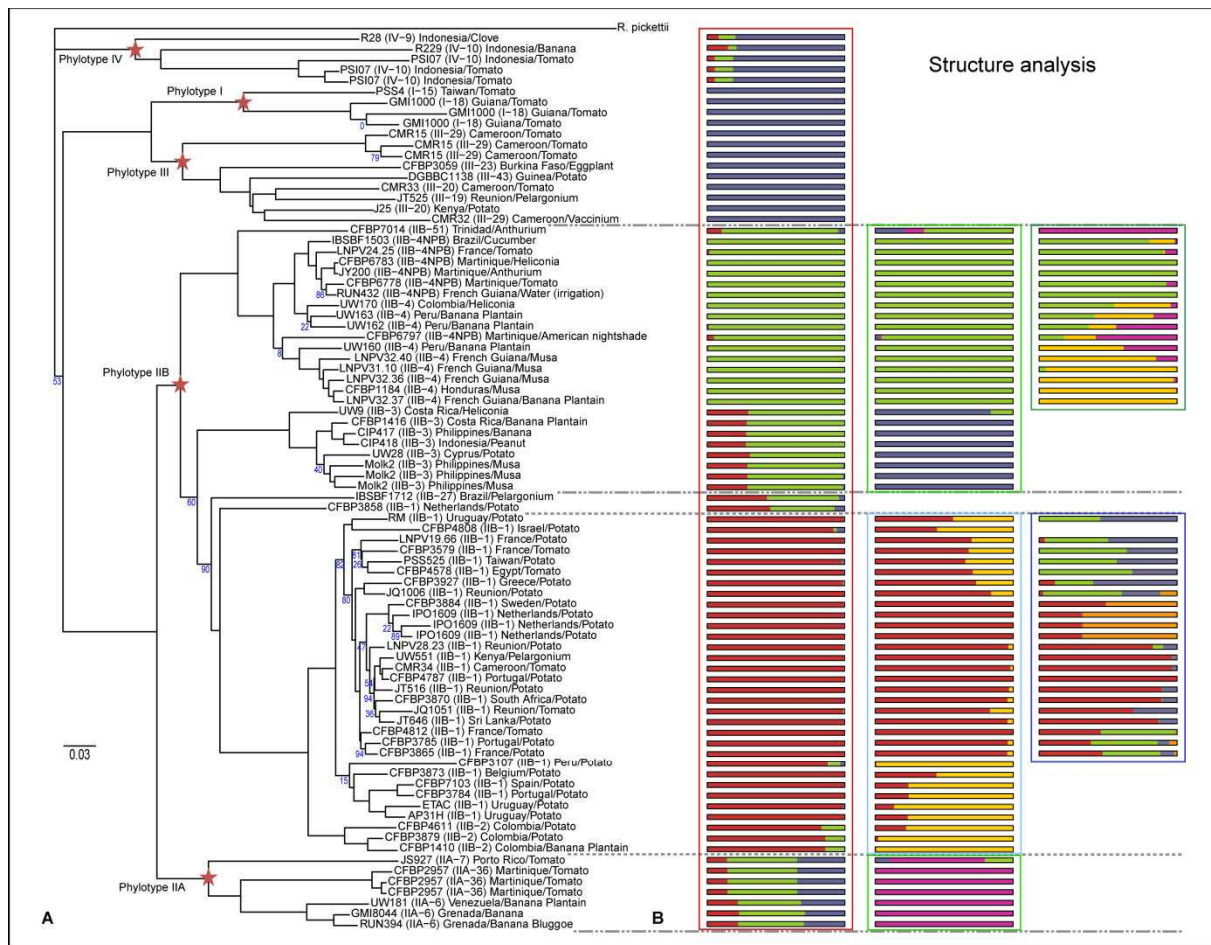 R. pickettii
R28 (IV−9) Indonesia/Clove
R229 (IV−10) Indonesia/Banana
Phylotype IV
PSI07 (IV−10) Indonesia/Tomato
PSI07 (IV−10) Indonesia/Tomato
PSI07 (IV−10) Indonesia/Tomato
Structure analysis
Phylotype I
PSS4 (I−15) Taiwan/Tomato
GMI1000 (I−18) Guiana/Tomato
GMI1000 (I−18) Guiana/Tomato
0
GMI1000 (I−18) Guiana/Tomato
CMR15 (III−29) Cameroon/Tomato
CMR15 (III−29) Cameroon/Tomato
79
CMR15 (III−29) Cameroon/Tomato
Phylotype III
CFBP3059 (III−23) Burkina Faso/Eggplant
DGBBC1138 (III−43) Guinea/Potato
CMR33 (III−20) Cameroon/Tomato
JT525 (III−19) Reunion/Pelargonium
J25 (III−20) Kenya/Potato
CMR32 (III−29) Cameroon/Vaccinium
CFBP7014 (IIB−51) Trinidad/Anthurium
IBSBF1503 (IIB−4NPB) Brazil/Cucumber
LNPV24.25 (IIB−4NPB) France/Tomato
CFBP6783 (IIB−4NPB) Martinique/Heliconia
JY200 (IIB−4NPB) Martinique/Anthurium
CFBP6778 (IIB−4NPB) Martinique/Tomato
86
RUN432 (IIB−4NPB) French Guiana/Water (irrigation)
UW170 (IIB−4) Colombia/Heliconia
UW163 (IIB−4) Peru/Banana Plantain
22
UW162 (IIB−4) Peru/Banana Plantain
CFBP6797 (IIB−4NPB) Martinique/American nightshade
8
UW160 (IIB−4) Peru/Banana Plantain
LNPV32.40 (IIB−4) French Guiana/Musa
53
Phylotype IIB
LNPV31.10 (IIB−4) French Guiana/Musa
LNPV32.36 (IIB−4) French Guiana/Musa
CFBP1184 (IIB−4) Honduras/Musa
LNPV32.37 (IIB−4) French Guiana/Banana Plantain
UW9 (IIB−3) Costa Rica/Heliconia
CFBP1416 (IIB−3) Costa Rica/Banana Plantain
CIP417 (IIB−3) Philippines/Banana
CIP418 (IIB−3) Indonesia/Peanut
UW28 (IIB−3) Cyprus/Potato
40
Molk2 (IIB−3) Philippines/Musa
Molk2 (IIB−3) Philippines/Musa
Molk2 (IIB−3) Philippines/Musa
60
IBSBF1712 (IIB−27) Brazil/Pelargonium
CFBP3858 (IIB−1) Netherlands/Potato
RM (IIB−1) Uruguay/Potato
CFBP4808 (IIB−1) Israel/Potato
LNPV19.66 (IIB−1) France/Potato
51
CFBP3579 (IIB−1) France/Tomato
82
26
PSS525 (IIB−1) Taiwan/Potato
90
CFBP4578 (IIB−1) Egypt/Tomato
CFBP3927 (IIB−1) Greece/Potato
80
JQ1006 (IIB−1) Reunion/Potato
CFBP3884 (IIB−1) Sweden/Potato
IPO1609 (IIB−1) Netherlands/Potato
22
IPO1609 (IIB−1) Netherlands/Potato
89
IPO1609 (IIB−1) Netherlands/Potato
47
LNPV28.23 (IIB−1) Reunion/Potato
UW551 (IIB−1) Kenya/Pelargonium
CMR34 (IIB−1) Cameroon/Tomato
54
CFBP4787 (IIB−1) Portugal/Potato
JT516 (IIB−1) Reunion/Potato
94
CFBP3870 (IIB−1) South Africa/Potato
36
JQ1051 (IIB−1) Reunion/Tomato
JT646 (IIB−1) Sri Lanka/Potato
CFBP4812 (IIB−1) France/Tomato
CFBP3785 (IIB−1) Portugal/Potato
94
CFBP3865 (IIB−1) France/Potato
0.03
CFBP3107 (IIB−1) Peru/Potato
15
CFBP3873 (IIB−1) Belgium/Potato
CFBP7103 (IIB−1) Spain/Potato
CFBP3784 (IIB−1) Portugal/Potato
ETAC (IIB−1) Uruguay/Potato
AP31H (IIB−1) Uruguay/Potato
CFBP4611 (IIB−2) Colombia/Potato
CFBP3879 (IIB−2) Colombia/Potato
CFBP1410 (IIB−2) Colombia/Banana Plantain
JS927 (IIA−7) Porto Rico/Tomato
CFBP2957 (IIA−36) Martinique/Tomato
Phylotype IIA
CFBP2957 (IIA−36) Martinique/Tomato
CFBP2957 (IIA−36) Martinique/Tomato
UW181 (IIA−6) Venezuela/Banana Plantain
GMI8044 (IIA−6) Grenada/Banana
RUN394 (IIA−6) Grenada/Banana Bluggoe
A
B